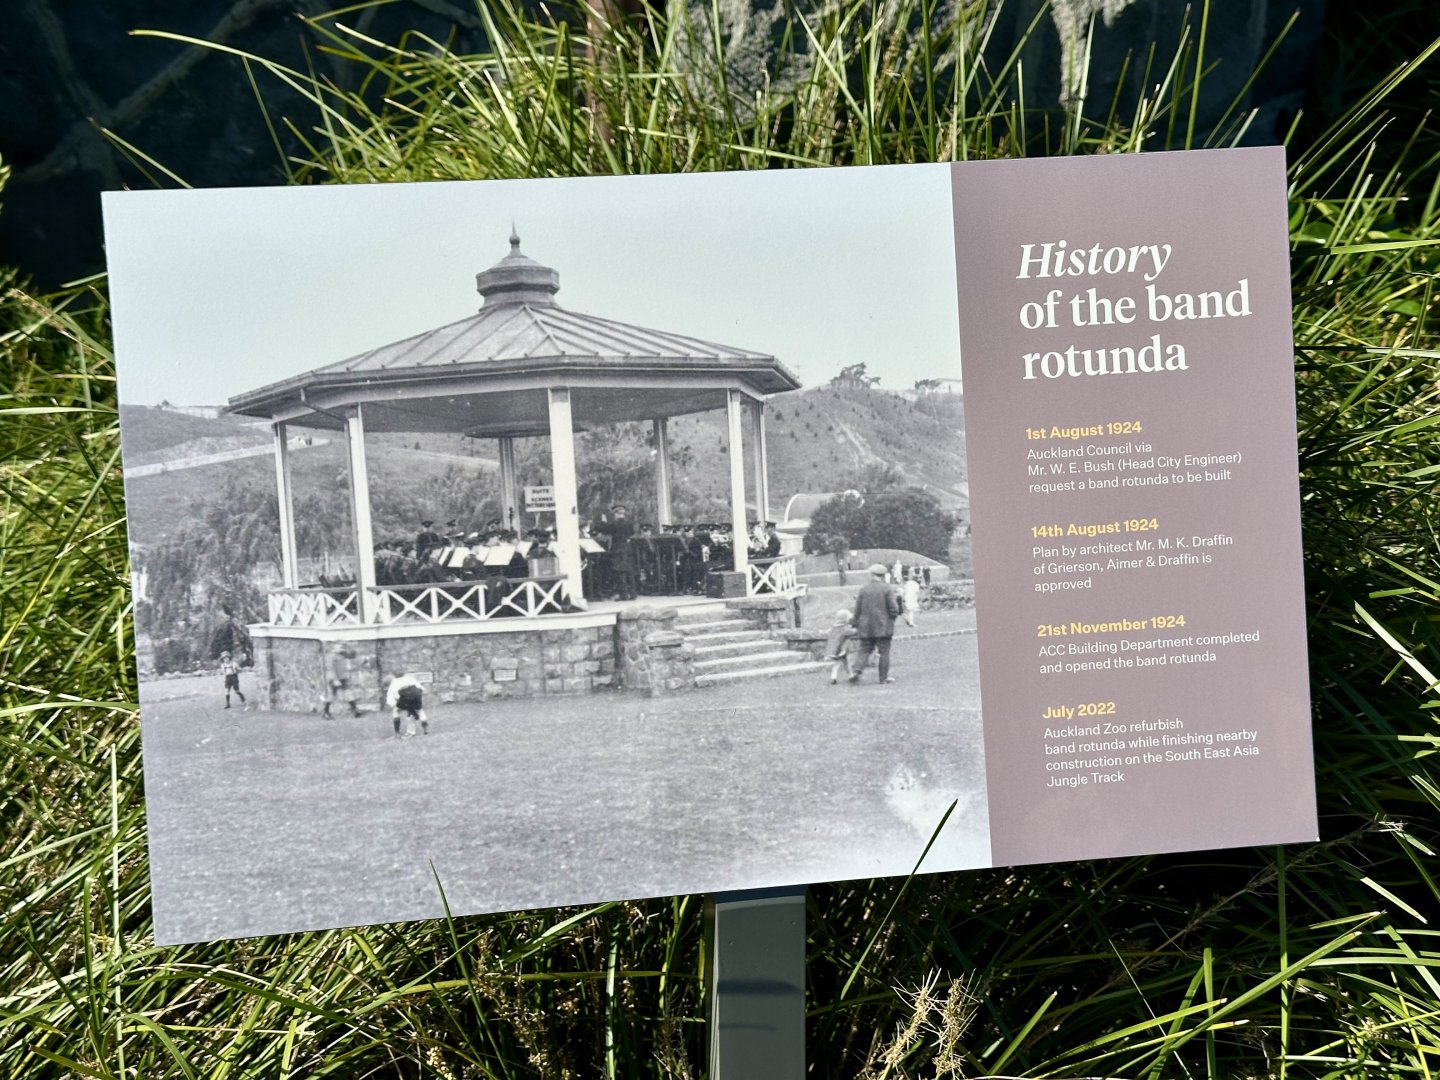 History
of the band
rotunda
1st August 1924
Auckland Council via
Mr. W. E. Bush (Head City Engineer)
request a band rotunda to be built
14th August 1924
Plan by architect Mr. M. K. Draffin
of Grierson, Aimer & Draffin is
approved
21st November 1924
ACC Building Department completed
and opened the band rotunda
July 2022
Auckland Zoo refurbish
band rotunda while finishing nearby
construction on the South East Asia
Jungle Track
SUITE
SCENES
PITTORESQUES